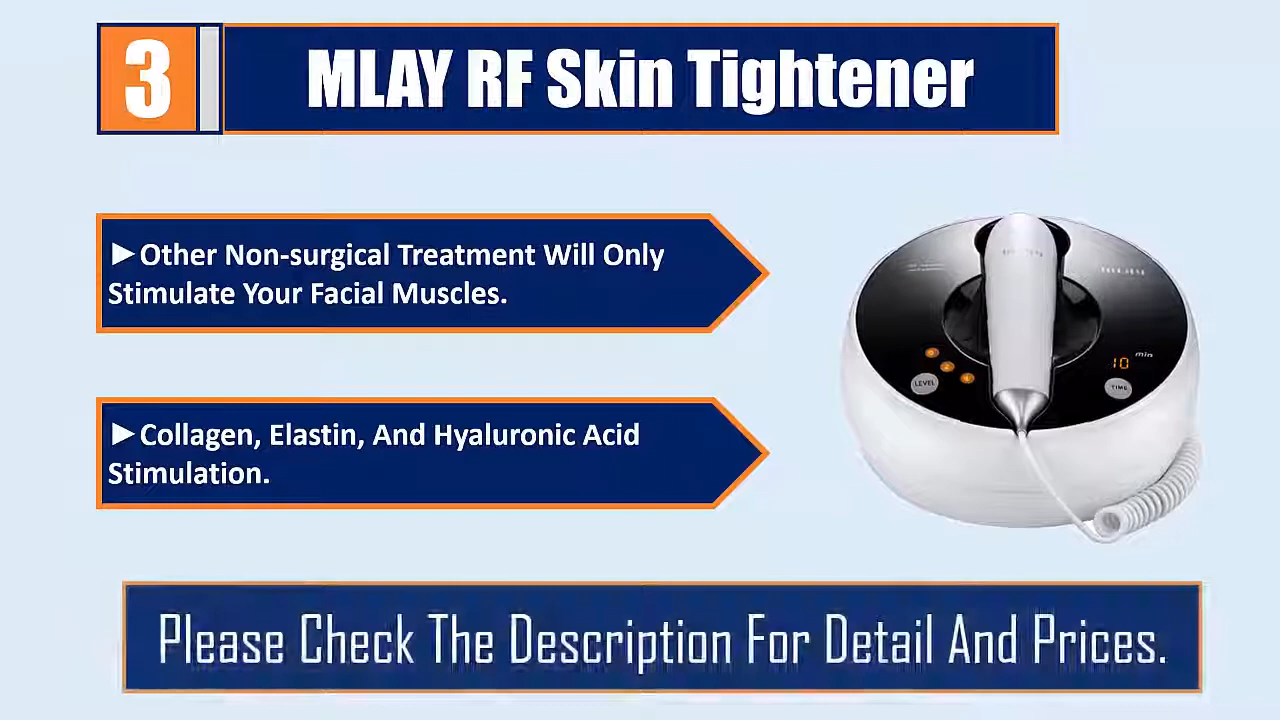 3
MLAY RF Skin Tightener
►Other Non-surgical Treatment Will Only
Stimulate Your Facial Muscles.
►Collagen, Elastin, And Hyaluronic Acid
Stimulation.
LEVEL
10 min
TIME
Please Check The Description For Detail And Prices.